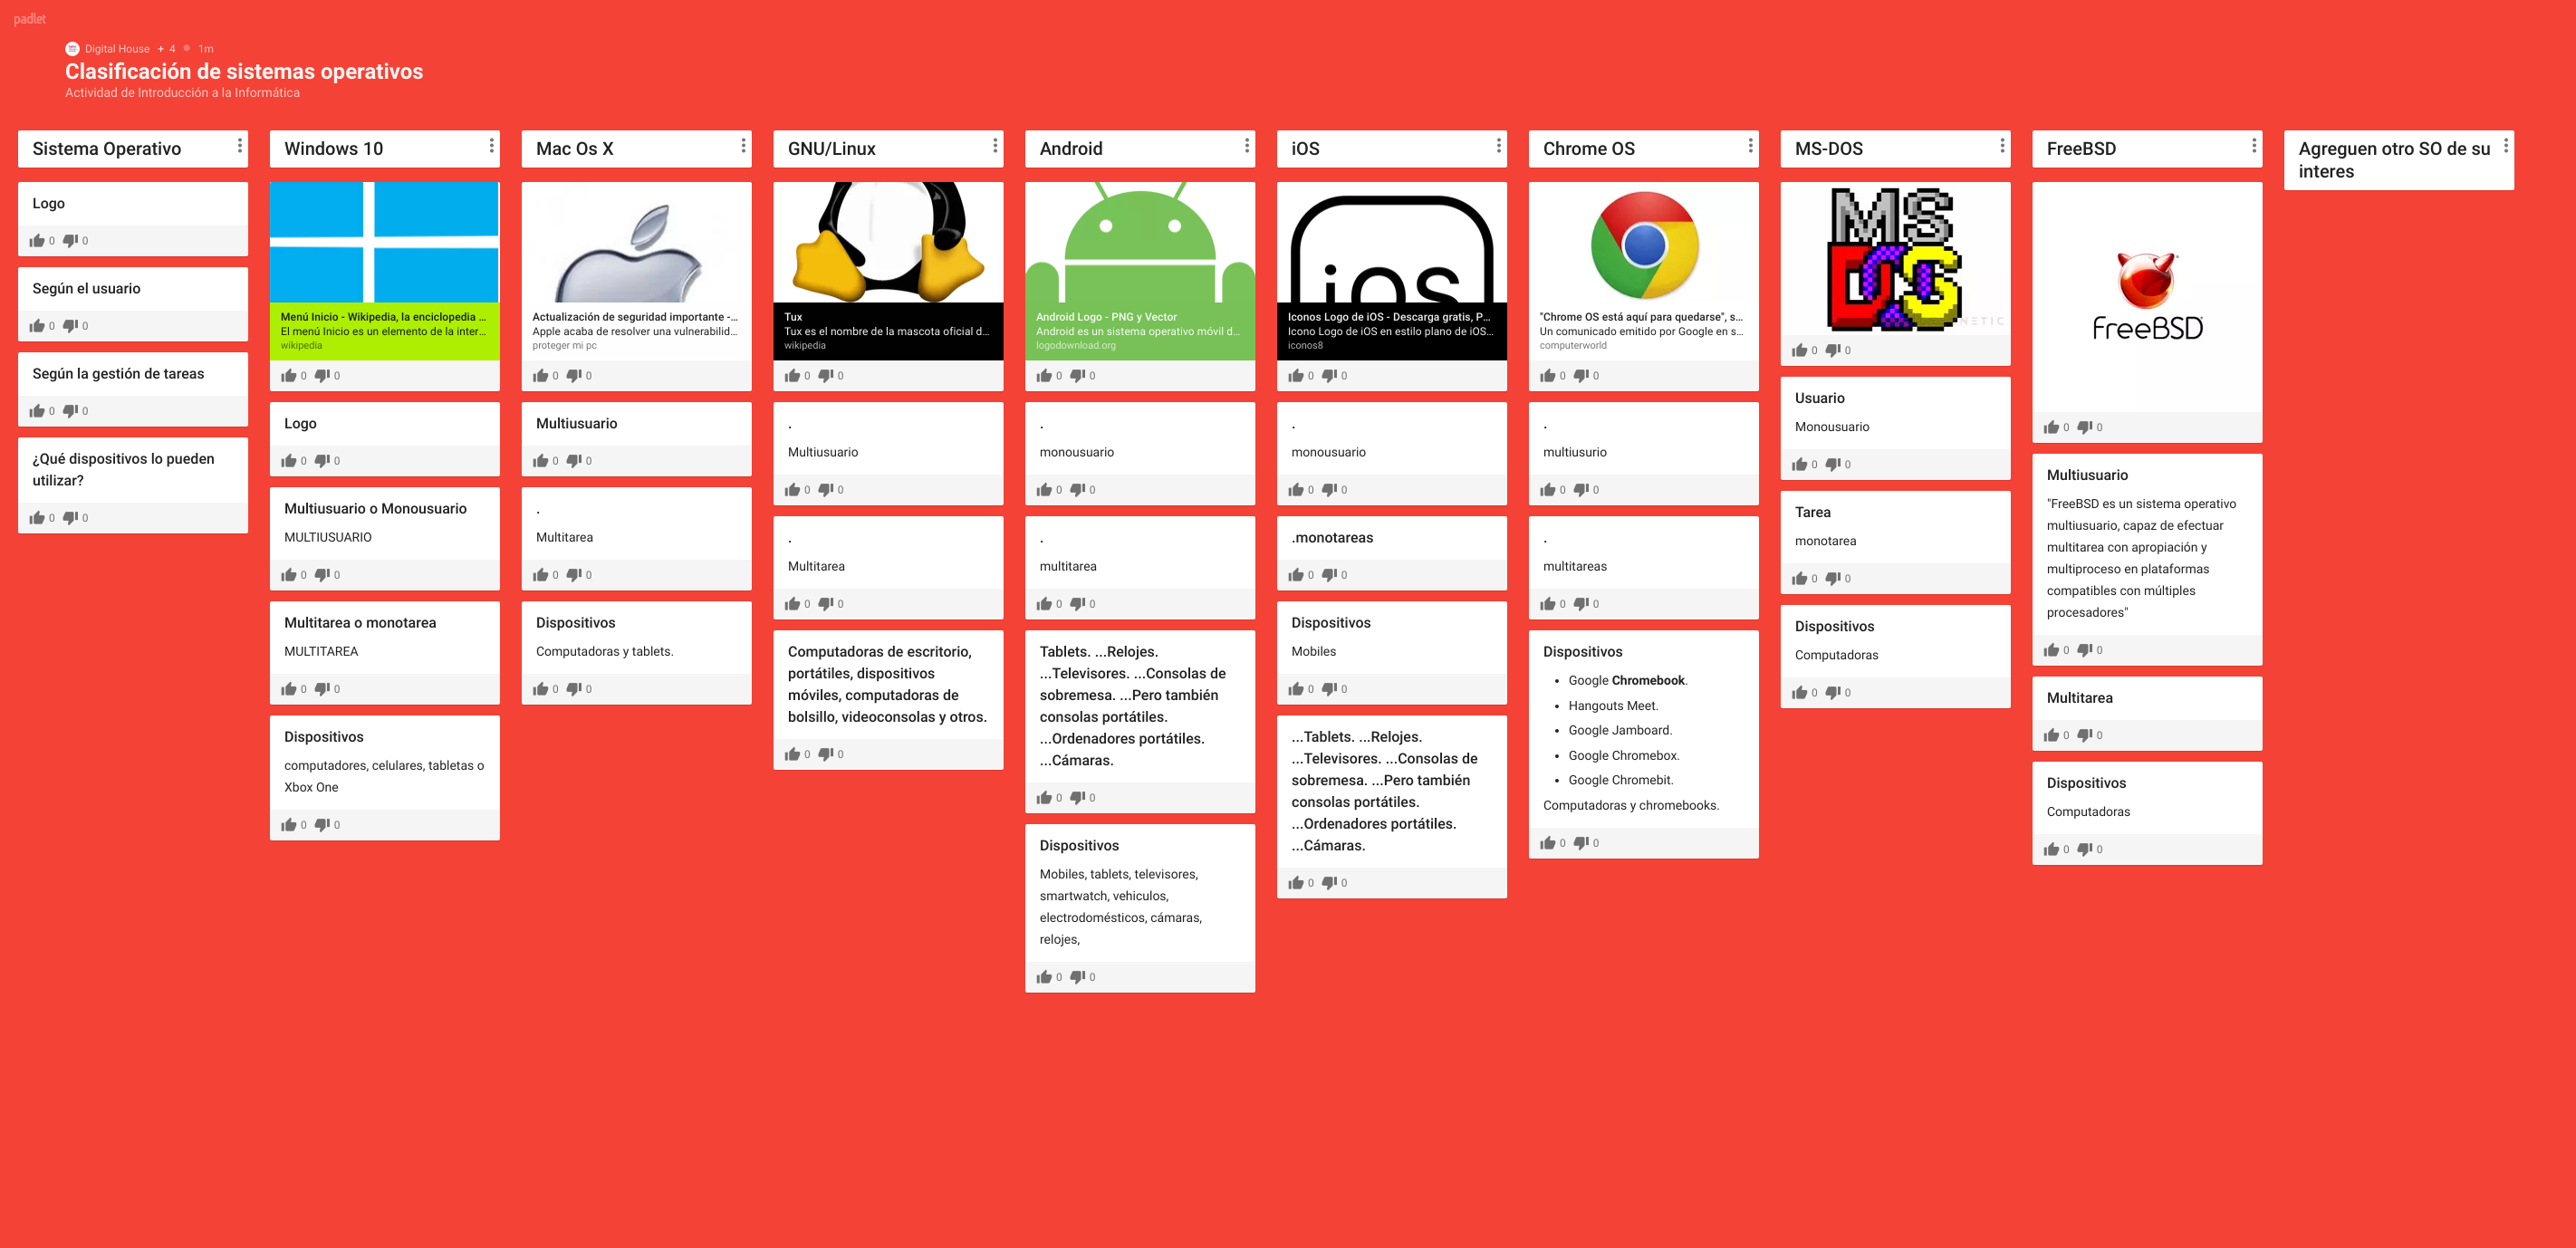 padlet
Digital House + 4 1m
Clasificación de sistemas operativos
Actividad de Introducción a la Informática
Sistema Operativo
Logo
0 0
Según el usuario
0 0
Según la gestión de tareas
0 0
¿Qué dispositivos lo pueden
utilizar?
0 0
Windows 10
Menú Inicio - Wikipedia, la enciclopedia ...
El menú Inicio es un elemento de la inter...
wikipedia
0 0
Logo
0 0
Multiusuario o Monousuario
MULTIUSUARIO
0 0
Multitarea o monotarea
MULTITAREA
0 0
Dispositivos
computadores, celulares, tabletas o
Xbox One
0 0
Mac Os X
Actualización de seguridad importante -...
Apple acaba de resolver una vulnerabilid...
proteger mi pc
0 0
Multiusuario
0 0
.
Multitarea
0 0
Dispositivos
Computadoras y tablets.
0 0
GNU/Linux
Tux
Tux es el nombre de la mascota oficial d...
wikipedia
0 0
.
Multiusuario
0 0
.
Multitarea
0 0
Computadoras de escritorio,
portátiles, dispositivos
móviles, computadoras de
bolsillo, videoconsolas y otros.
0 0
Android
Android Logo - PNG y Vector
Android es un sistema operativo móvil d...
logodownload.org
0 0
.
monousuario
0 0
.
multitarea
0 0
Tablets. ...Relojes.
...Televisores. ...Consolas de
sobremesa. ...Pero también
consolas portátiles.
...Ordenadores portátiles.
...Cámaras.
0 0
Dispositivos
Mobiles, tablets, televisores,
smartwatch, vehiculos,
electrodomésticos, cámaras,
relojes,
0 0
iOS
iOS
Iconos Logo de iOS - Descarga gratis, P...
Icono Logo de iOS en estilo plano de iOS...
iconos8
0 0
.
monousuario
0 0
.monotareas
0 0
Dispositivos
Mobiles
0 0
...Tablets. ...Relojes.
...Televisores. ...Consolas de
sobremesa. ...Pero también
consolas portátiles.
...Ordenadores portátiles.
...Cámaras.
0 0
Chrome OS
"Chrome OS está aquí para quedarse", s...
Un comunicado emitido por Google en s...
computerworld
0 0
.
multiusurio
0 0
.
multitareas
0 0
Dispositivos
• Google Chromebook.
• Hangouts Meet.
• Google Jamboard.
• Google Chromebox.
• Google Chromebit.
Computadoras y chromebooks.
0 0
MS-DOS
MS
DOS
NETIC
0 0
Usuario
Monousuario
0 0
Tarea
monotarea
0 0
Dispositivos
Computadoras
0 0
FreeBSD
FreeBSD
0 0
Multiusuario
"FreeBSD es un sistema operativo
multiusuario, capaz de efectuar
multitarea con apropiación y
multiproceso en plataformas
compatibles con múltiples
procesadores"
0 0
Multitarea
0 0
Dispositivos
Computadoras
0 0
Agreguen otro SO de su
interes